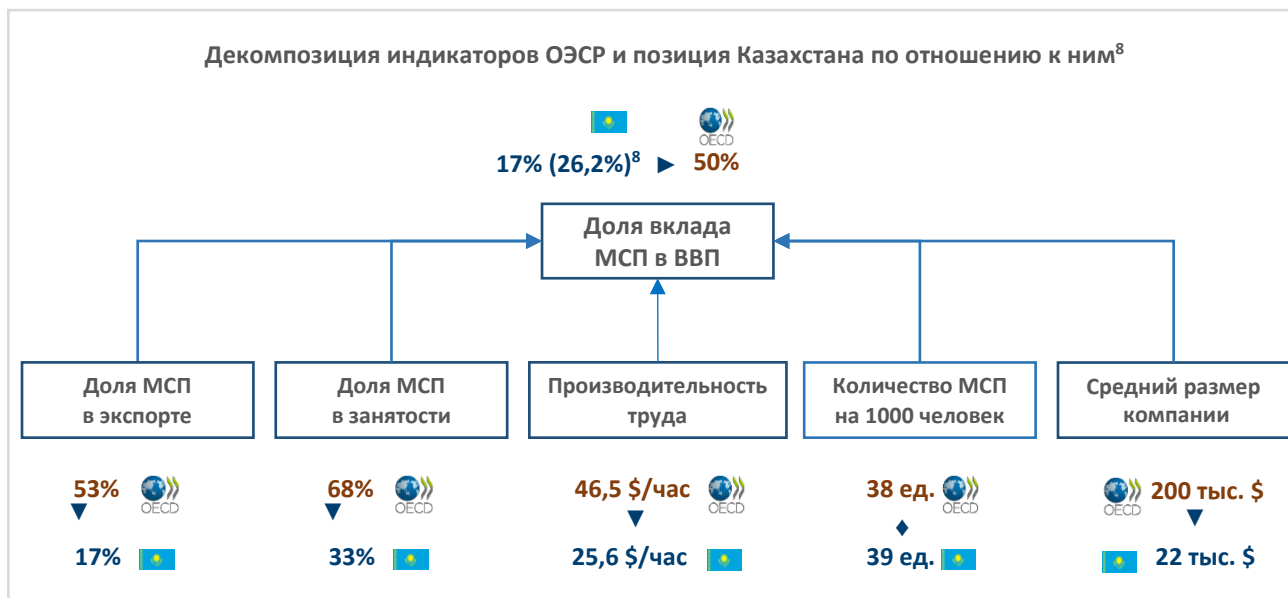 Декомпозиция индикаторов ОЭСР и позиция Казахстана по отношению к ним⁸
OECD
17% (26,2%)⁸ ► 50%
Доля вклада
МСП в ВВП
Доля МСП
в экспорте
Доля МСП
в занятости
Производительность
труда
Количество МСП
на 1000 человек
Средний размер
компании
53% OECD
▼
17%
68% OECD
▼
33%
46,5 $/час OECD
▼
25,6 $/час
38 ед. OECD
♦
39 ед.
OECD 200 тыс. $
▼
22 тыс. $